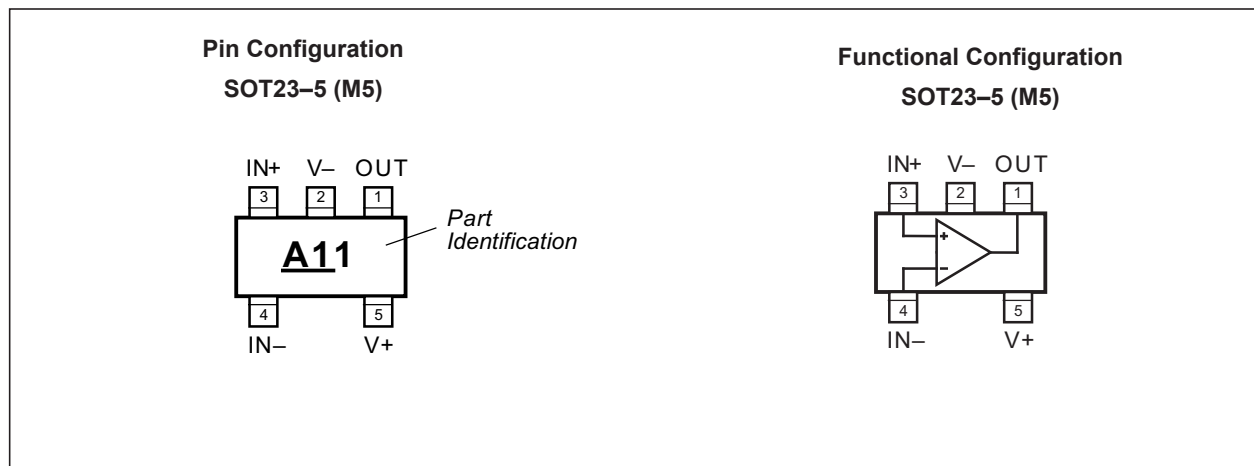 Pin Configuration
SOT23–5 (M5)
IN+ V– OUT
3 2 1
Part
Identification
A11
4 5
IN– V+
Functional Configuration
SOT23–5 (M5)
IN+ V– OUT
3 2 1
+
–
4 5
IN– V+